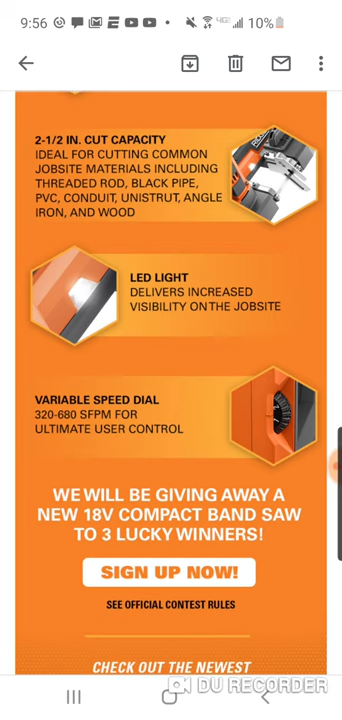 9:56
10%
2-1/2 IN. CUT CAPACITY
IDEAL FOR CUTTING COMMON
JOBSITE MATERIALS INCLUDING
THREADED ROD, BLACK PIPE,
PVC, CONDUIT, UNISTRUT, ANGLE
IRON, AND WOOD
LED LIGHT
DELIVERS INCREASED
VISIBILITY ON THE JOBSITE
VARIABLE SPEED DIAL
320-680 SFPM FOR
ULTIMATE USER CONTROL
WE WILL BE GIVING AWAY A
NEW 18V COMPACT BAND SAW
TO 3 LUCKY WINNERS!
SIGN UP NOW!
SEE OFFICIAL CONTEST RULES
CHECK OUT THE NEWEST
DU RECORDER